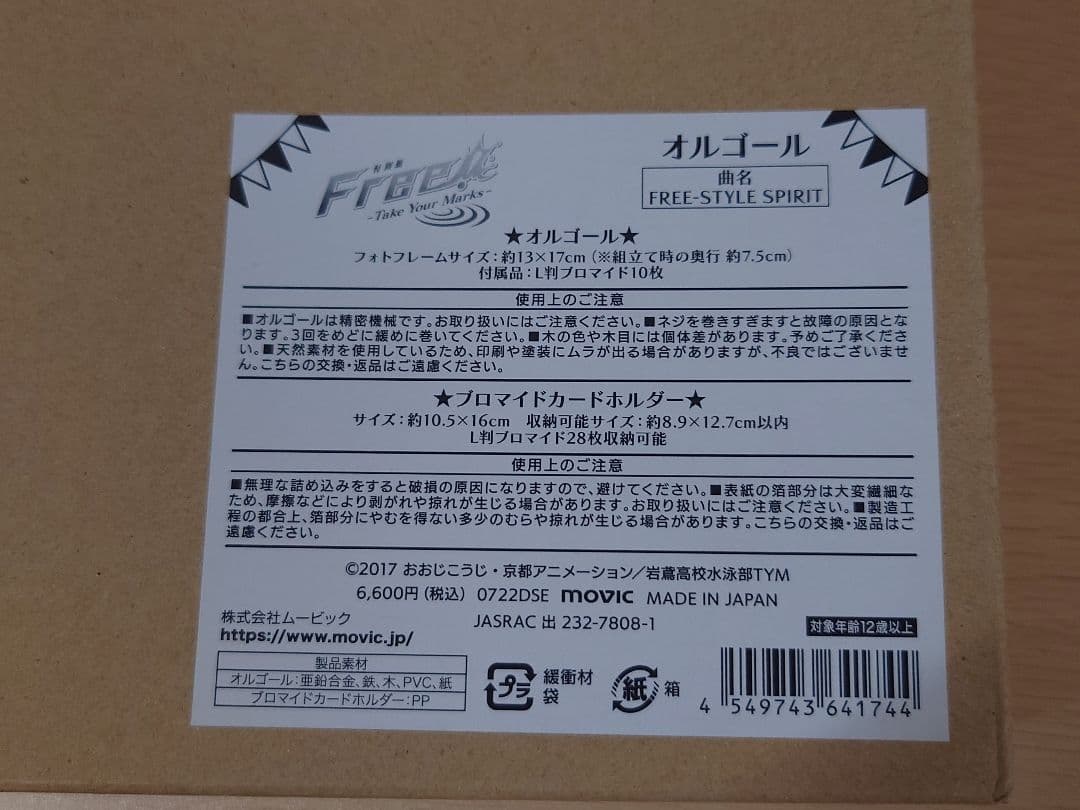 特別版
Free!
-Take Your Marks-
オルゴール
曲名
FREE-STYLE SPIRIT
★オルゴール★
フォトフレームサイズ：約13×17cm（※組立て時の奥行 約7.5cm）
付属品：L判ブロマイド10枚
使用上のご注意
■オルゴールは精密機械です。お取り扱いにはご注意ください。■ネジを巻きすぎますと故障の原因とな
ります。3回をめどに緩めに巻いてください。■木の色や木目には個体差があります。予めご了承くださ
い。■天然素材を使用しているため、印刷や塗装にムラが出る場合がありますが、不良ではございませ
ん。こちらの交換・返品はご遠慮ください。
★ブロマイドカードホルダー★
サイズ：約10.5×16cm　収納可能サイズ：約8.9×12.7cm以内
L判ブロマイド28枚収納可能
使用上のご注意
■無理な詰め込みをすると破損の原因になりますので、避けてください。■表紙の箔部分は大変繊細な
ため、摩擦などにより剥がれや掠れが生じる場合があります。お取り扱いにはご注意ください。■製造工
程の都合上、箔部分にやむを得ない多少のむらや掠れが生じる場合があります。こちらの交換・返品はご
遠慮ください。
©2017 おおじこうじ・京都アニメーション／岩鳶高校水泳部TYM
6,600円（税込） 0722DSE movic MADE IN JAPAN
JASRAC 出 232-7808-1
株式会社ムービック
https://www.movic.jp/
対象年齢12歳以上
製品素材
オルゴール：亜鉛合金、鉄、木、PVC、紙
ブロマイドカードホルダー：PP
プラ
緩衝材
袋
紙
箱
4 549743 641744